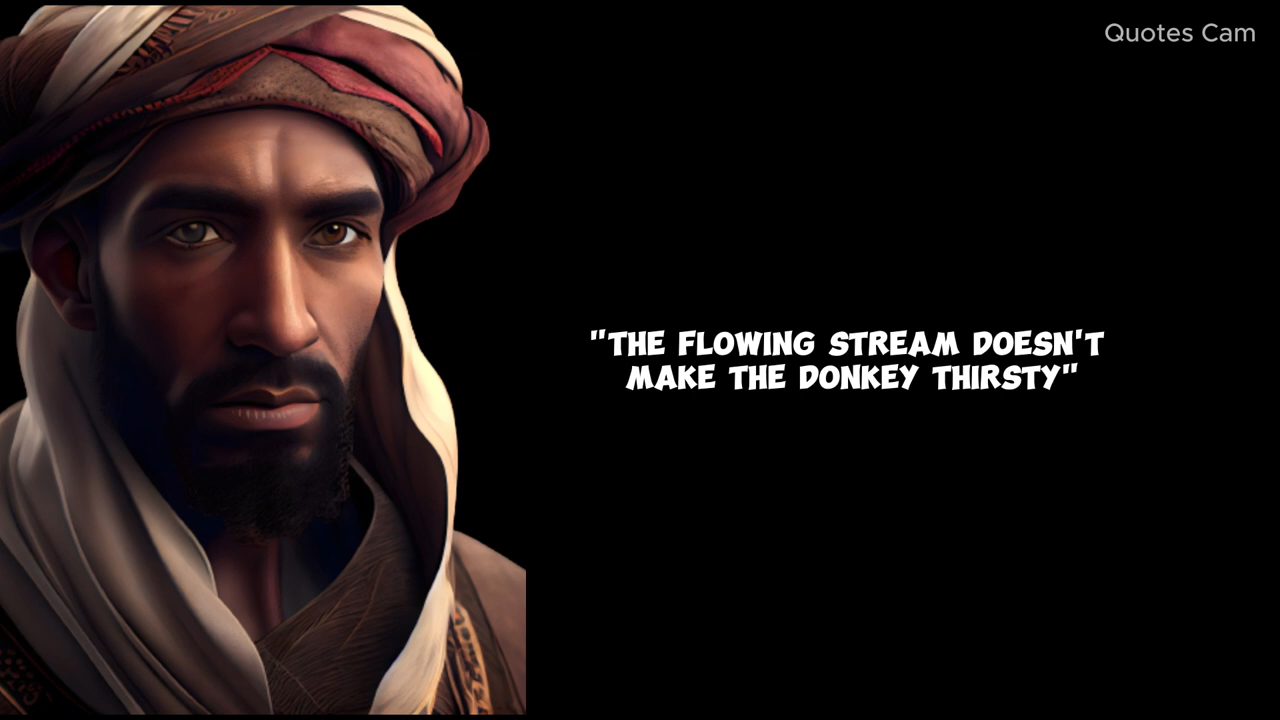 Quotes Cam
"THE FLOWING STREAM DOESN'T
MAKE THE DONKEY THIRSTY"